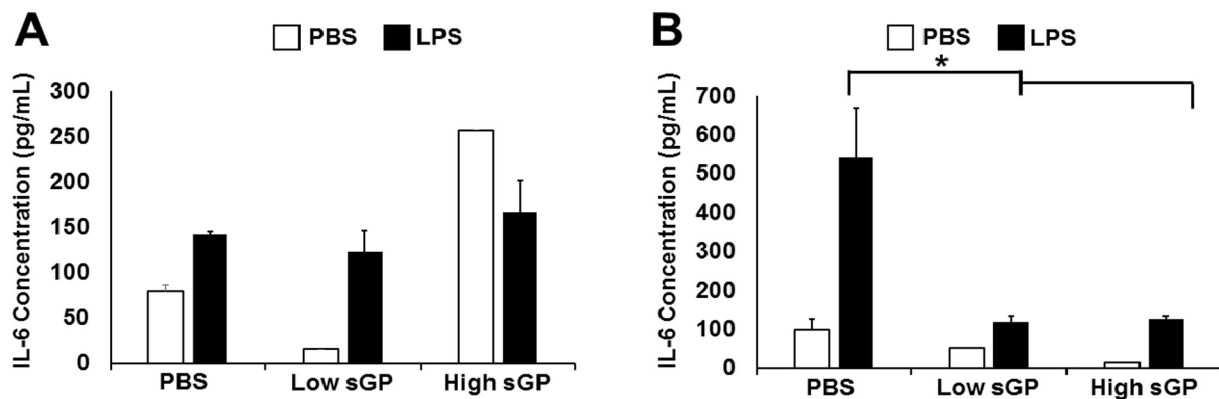 A
PBS LPS
IL-6 Concentration (pg/mL)
300
250
200
150
100
50
0
PBS Low sGP High sGP
B
PBS LPS
*
IL-6 Concentration (pg/mL)
700
600
500
400
300
200
100
0
PBS Low sGP High sGP